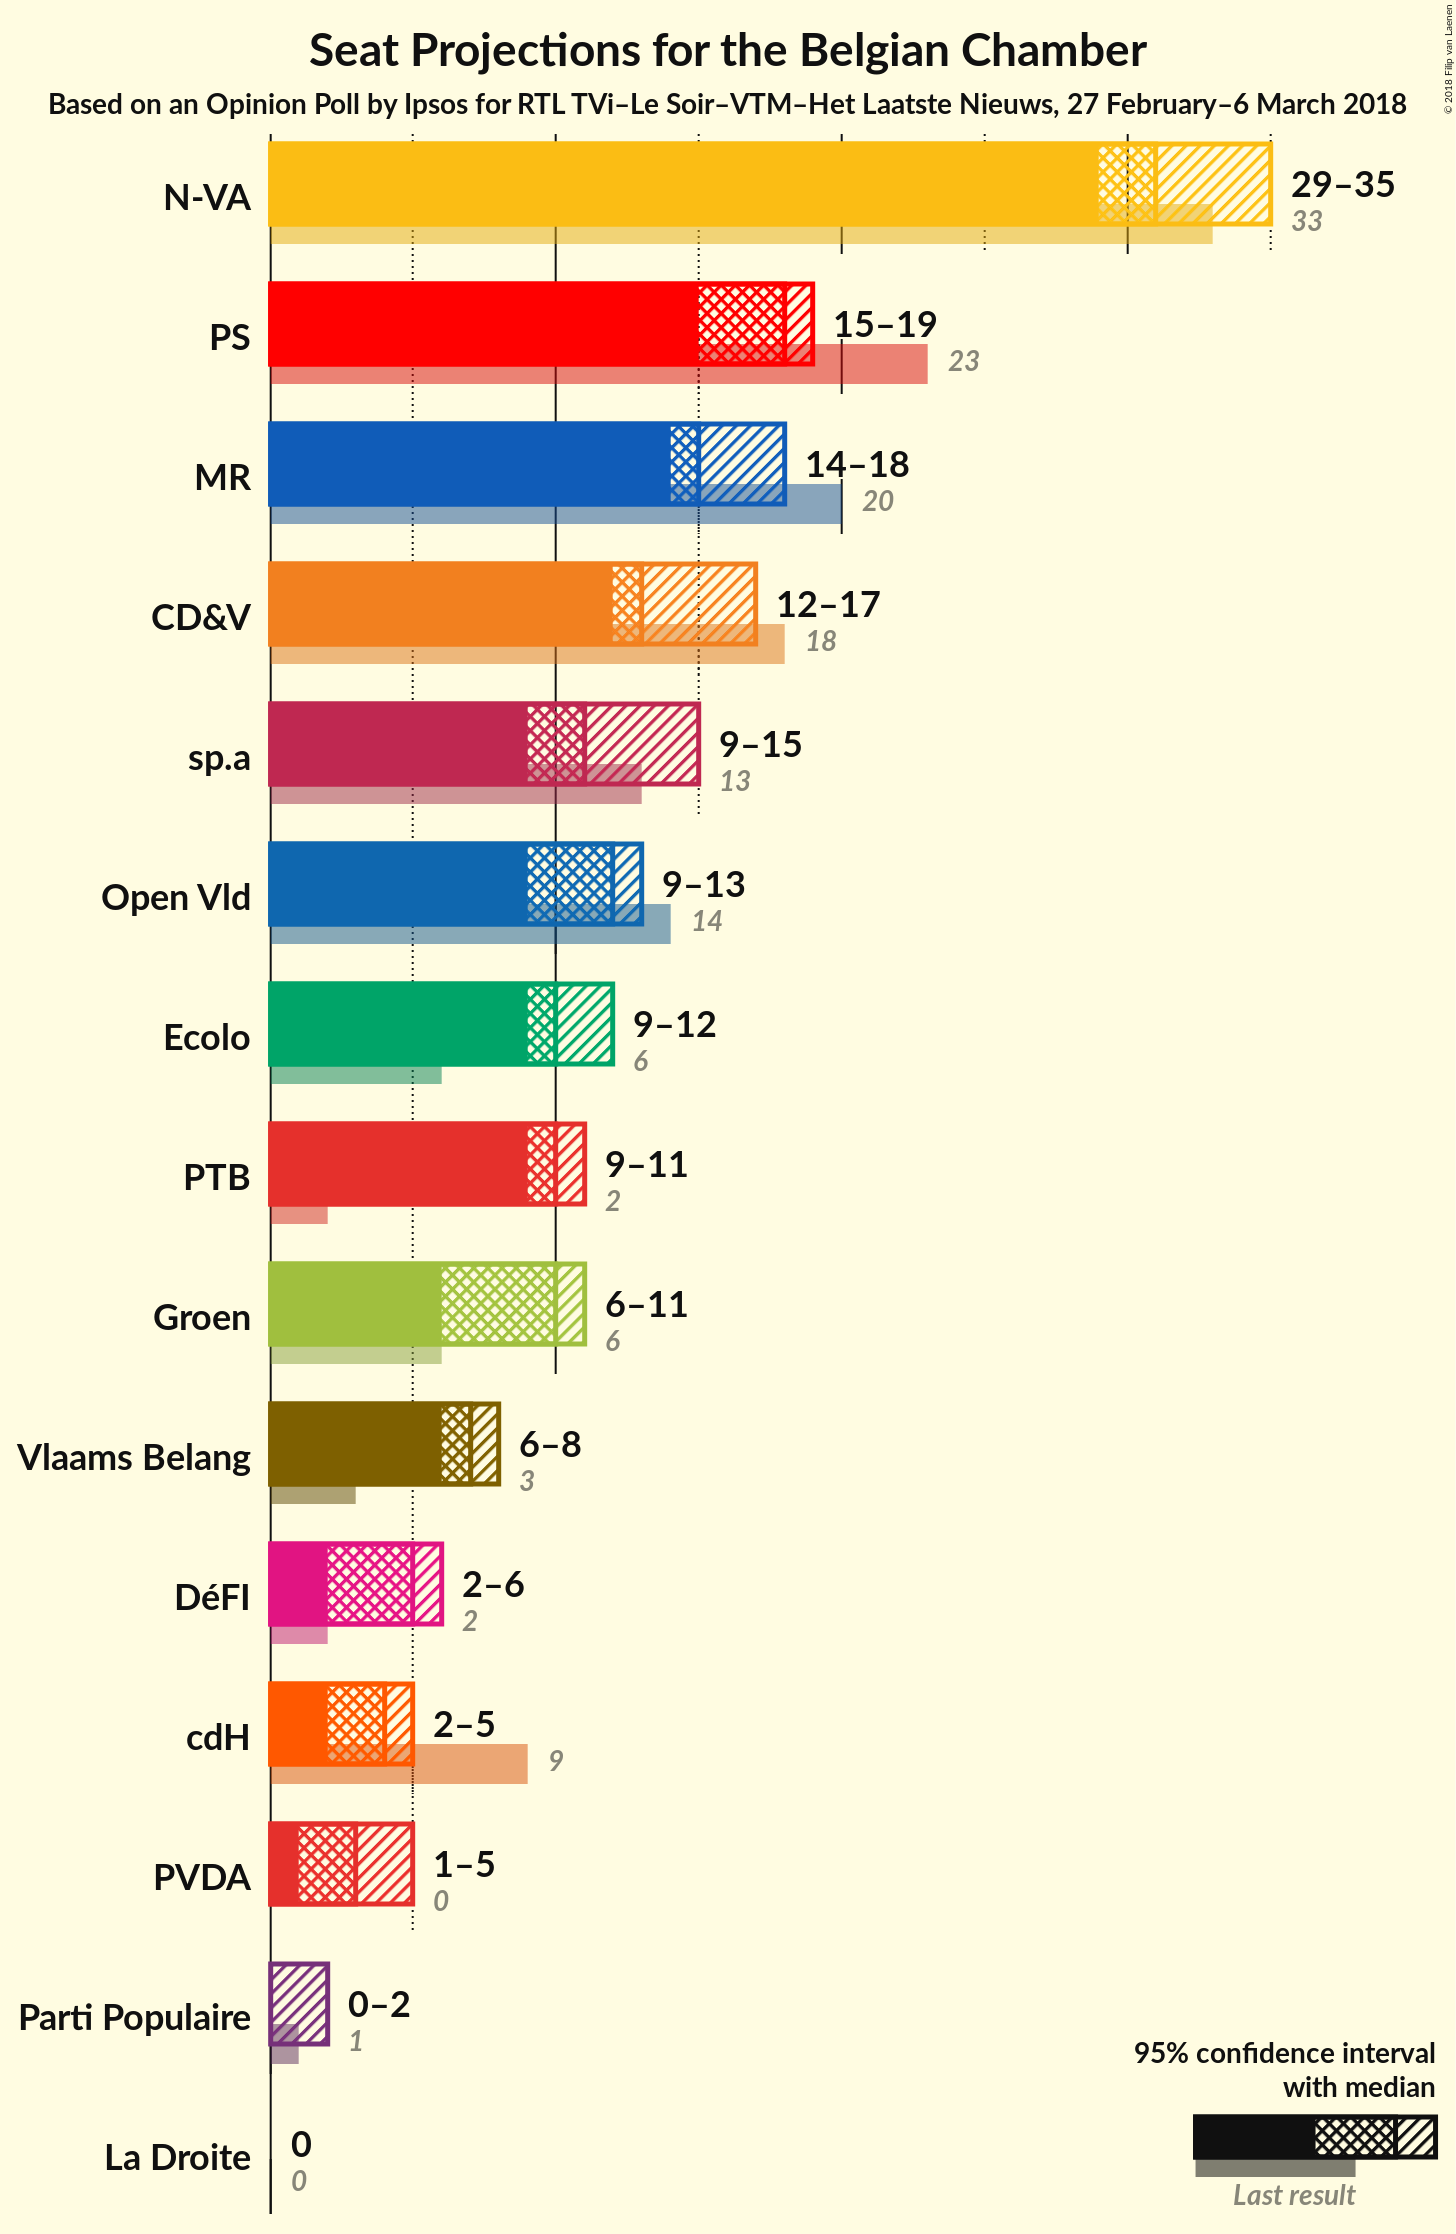 Seat Projections for the Belgian Chamber
Based on an Opinion Poll by Ipsos for RTL TVi–Le Soir–VTM–Het Laatste Nieuws, 27 February–6 March 2018
© 2018 Filip van Laenen
N-VA
29–35
33
PS
15–19
23
MR
14–18
20
CD&V
12–17
18
sp.a
9–15
13
Open Vld
9–13
14
Ecolo
9–12
6
PTB
9–11
2
Groen
6–11
6
Vlaams Belang
6–8
3
DéFI
2–6
2
cdH
2–5
9
PVDA
1–5
0
Parti Populaire
0–2
1
La Droite
0
0
95% confidence interval
with median
Last result